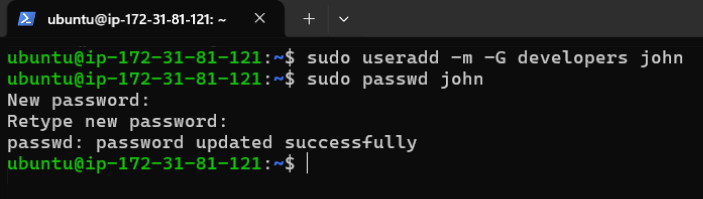 ubuntu@ip-172-31-81-121: ~
ubuntu@ip-172-31-81-121:~$ sudo useradd -m -G developers john
ubuntu@ip-172-31-81-121:~$ sudo passwd john
New password:
Retype new password:
passwd: password updated successfully
ubuntu@ip-172-31-81-121:~$